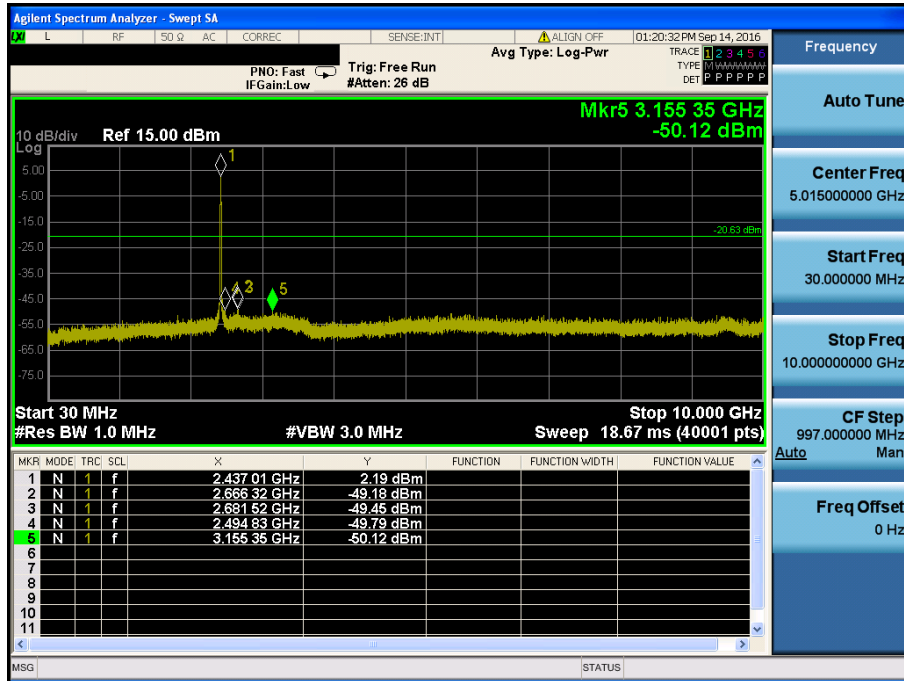 Agilent Spectrum Analyzer - Swept SA
LXI L RF 50 Ω AC CORREC SENSE:INT ALIGN OFF 01:20:32 PM Sep 14, 2016
PNO: Fast Trig: Free Run Avg Type: Log-Pwr TRACE 1 2 3 4 5 6
IFGain:Low #Atten: 26 dB TYPE M WWWWW
DET P P P P P P
Frequency
Mkr5 3.155 35 GHz
-50.12 dBm
10 dB/div Ref 15.00 dBm
Log
5.00
-5.00
-15.0
-25.0
-35.0
-45.0
-55.0
-65.0
-75.0
1
3
5
-20.63 dBm
Start 30 MHz Stop 10.000 GHz
#Res BW 1.0 MHz #VBW 3.0 MHz Sweep 18.67 ms (40001 pts)
MKR MODE TRC SCL X Y FUNCTION FUNCTION WIDTH FUNCTION VALUE
1 N 1 f 2.437 01 GHz 2.19 dBm
2 N 1 f 2.666 32 GHz -49.18 dBm
3 N 1 f 2.681 52 GHz -49.45 dBm
4 N 1 f 2.494 83 GHz -49.79 dBm
5 N 1 f 3.155 35 GHz -50.12 dBm
6
7
8
9
10
11
MSG STATUS
Auto Tune
Center Freq
5.015000000 GHz
Start Freq
30.000000 MHz
Stop Freq
10.000000000 GHz
CF Step
997.000000 MHz
Auto Man
Freq Offset
0 Hz